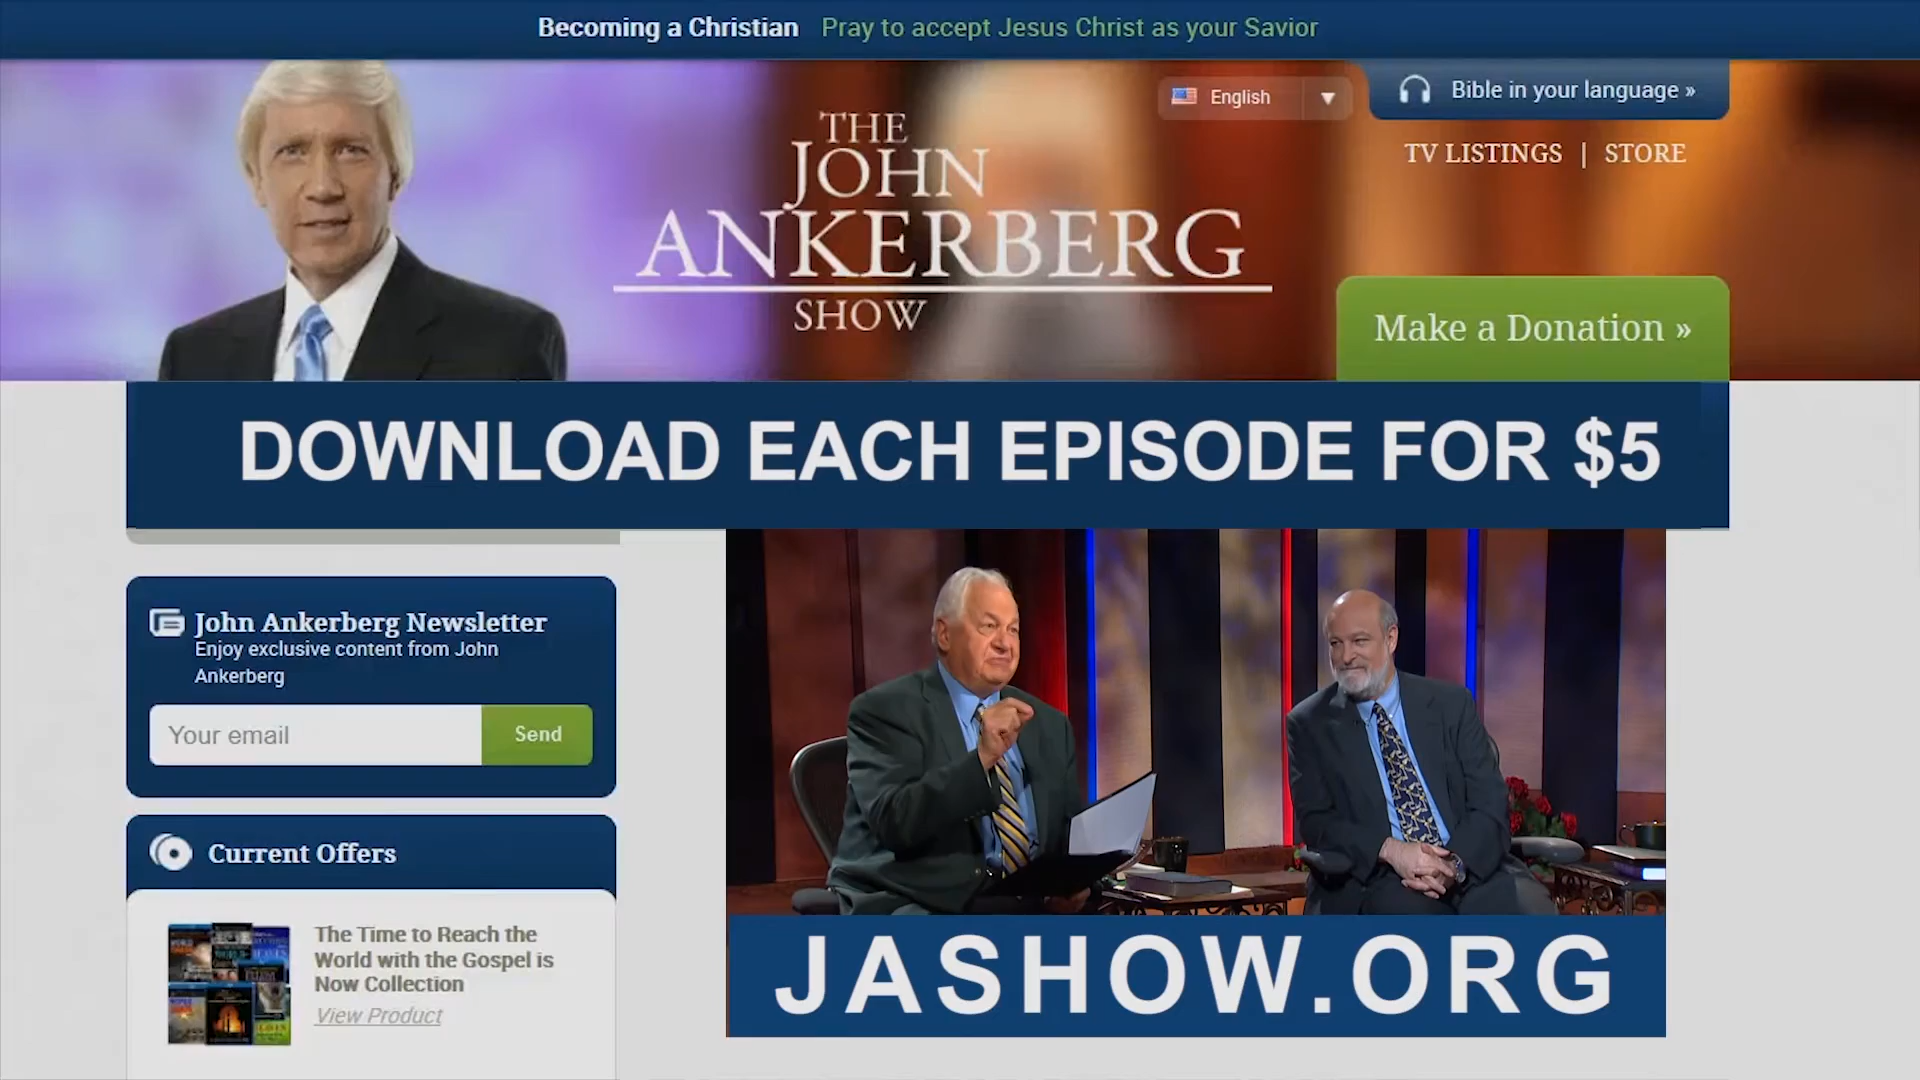 Becoming a Christian Pray to accept Jesus Christ as your Savior
English
Bible in your language »
TV LISTINGS | STORE
THE
JOHN
ANKERBERG
SHOW
Make a Donation »
DOWNLOAD EACH EPISODE FOR $5
John Ankerberg Newsletter
Enjoy exclusive content from John
Ankerberg
Your email
Send
Current Offers
The Time to Reach the
World with the Gospel is
Now Collection
View Product
JASHOW.ORG